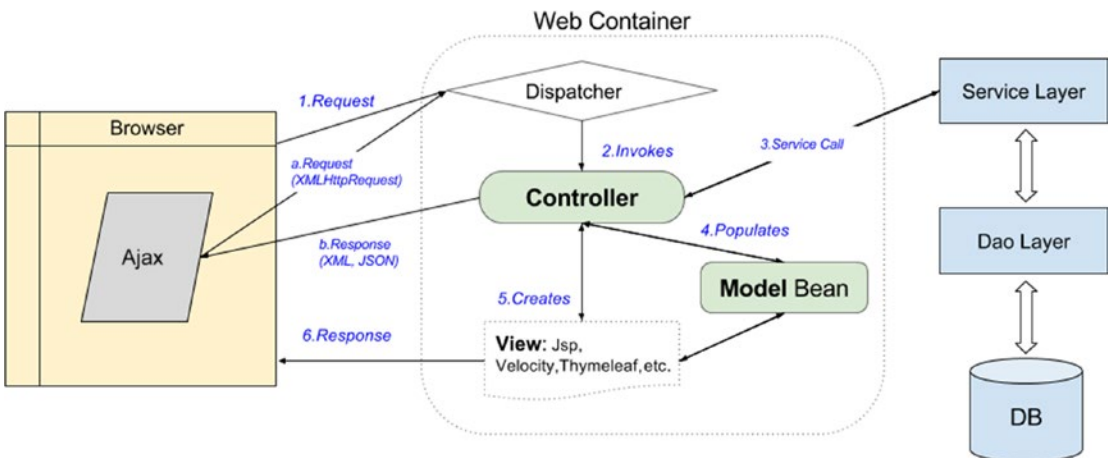 Web Container
Dispatcher
Service Layer
1.Request
Browser
3.Service Call
2.Invokes
a.Request
(XMLHttpRequest)
Controller
4.Populates
Dao Layer
Ajax
b.Response
(XML, JSON)
Model Bean
5.Creates
6.Response
View: Jsp,
Velocity,Thymeleaf,etc.
DB